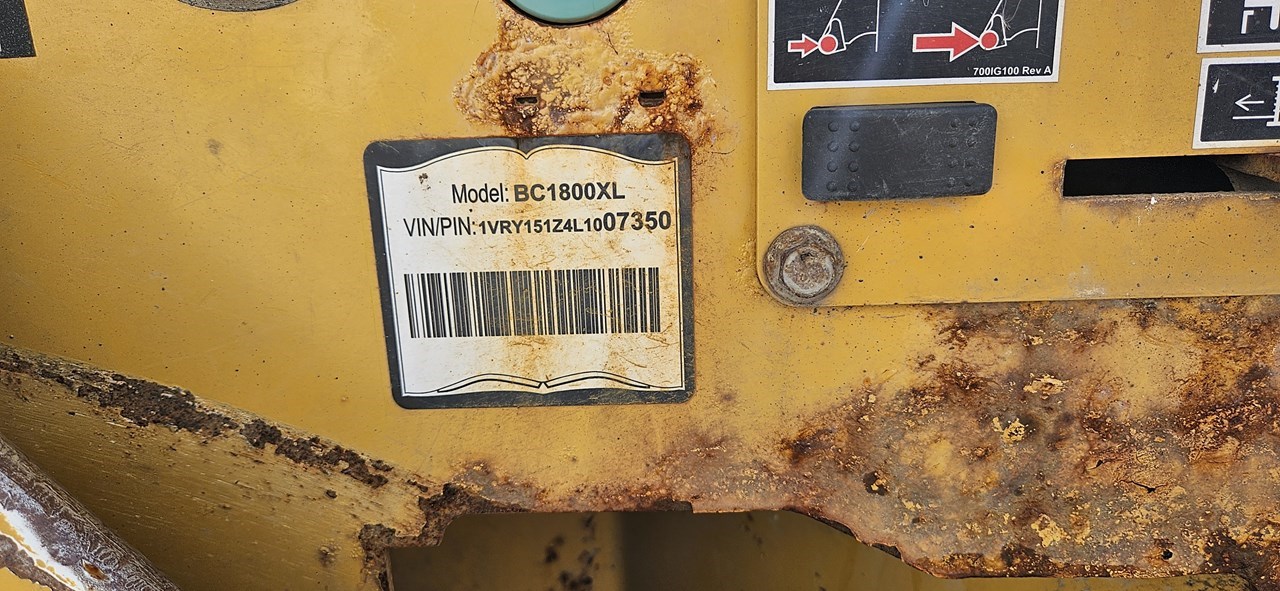 700IG100 Rev A
Model: BC1800XL
VIN/PIN: 1VRY151Z4L1007350